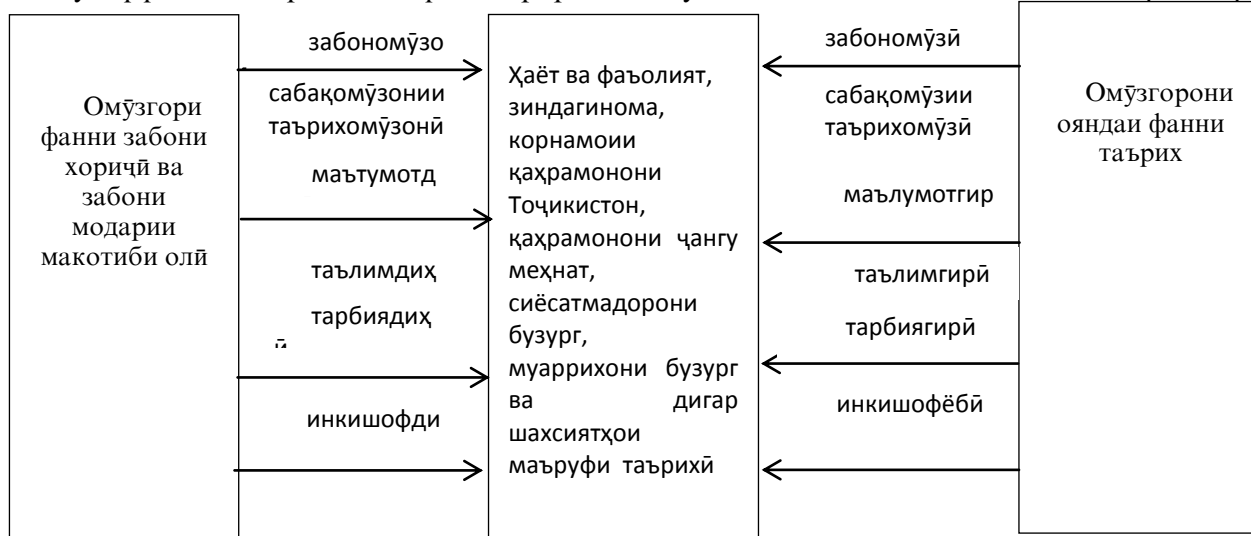 Омӯзгори
фанни забони
хориҷӣ ва
забони
модарии
макотиби олӣ
забономӯзо
сабақомӯзонии
таърихомӯзонӣ
маътумотд
таълимдиҳ
тарбиядиҳ
ӣ
инкишофди
Ҳаёт ва фаъолият,
зиндагинома,
корнамоии
қаҳрамонони
Тоҷикистон,
қаҳрамонони ҷангу
меҳнат,
сиёсатмадорони
бузург,
муаррихони бузург
ва дигар
шахсиятҳои
маъруфи таърихӣ
забономӯзӣ
сабақомӯзии
таърихомӯзӣ
маълумотгир
таълимгирӣ
тарбиягирӣ
инкишофёбӣ
Омӯзгорони
ояндаи фанни
таърих